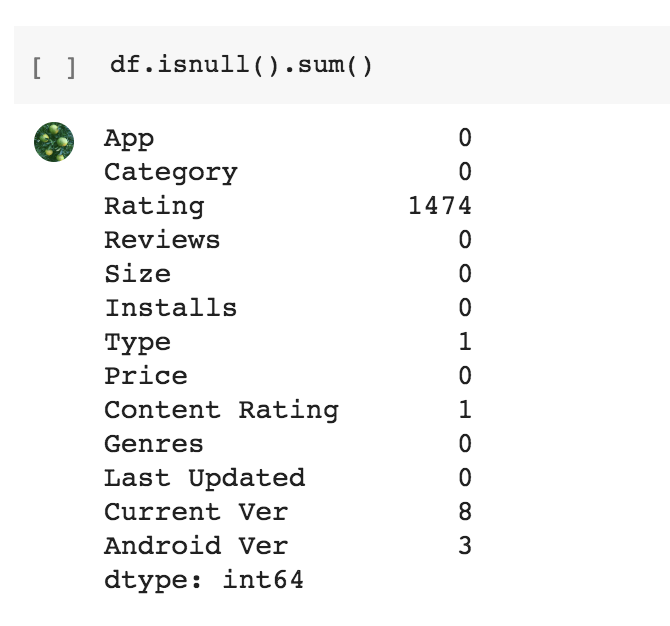 [ ] df.isnull().sum()
App 0
Category 0
Rating 1474
Reviews 0
Size 0
Installs 0
Type 1
Price 0
Content Rating 1
Genres 0
Last Updated 0
Current Ver 8
Android Ver 3
dtype: int64